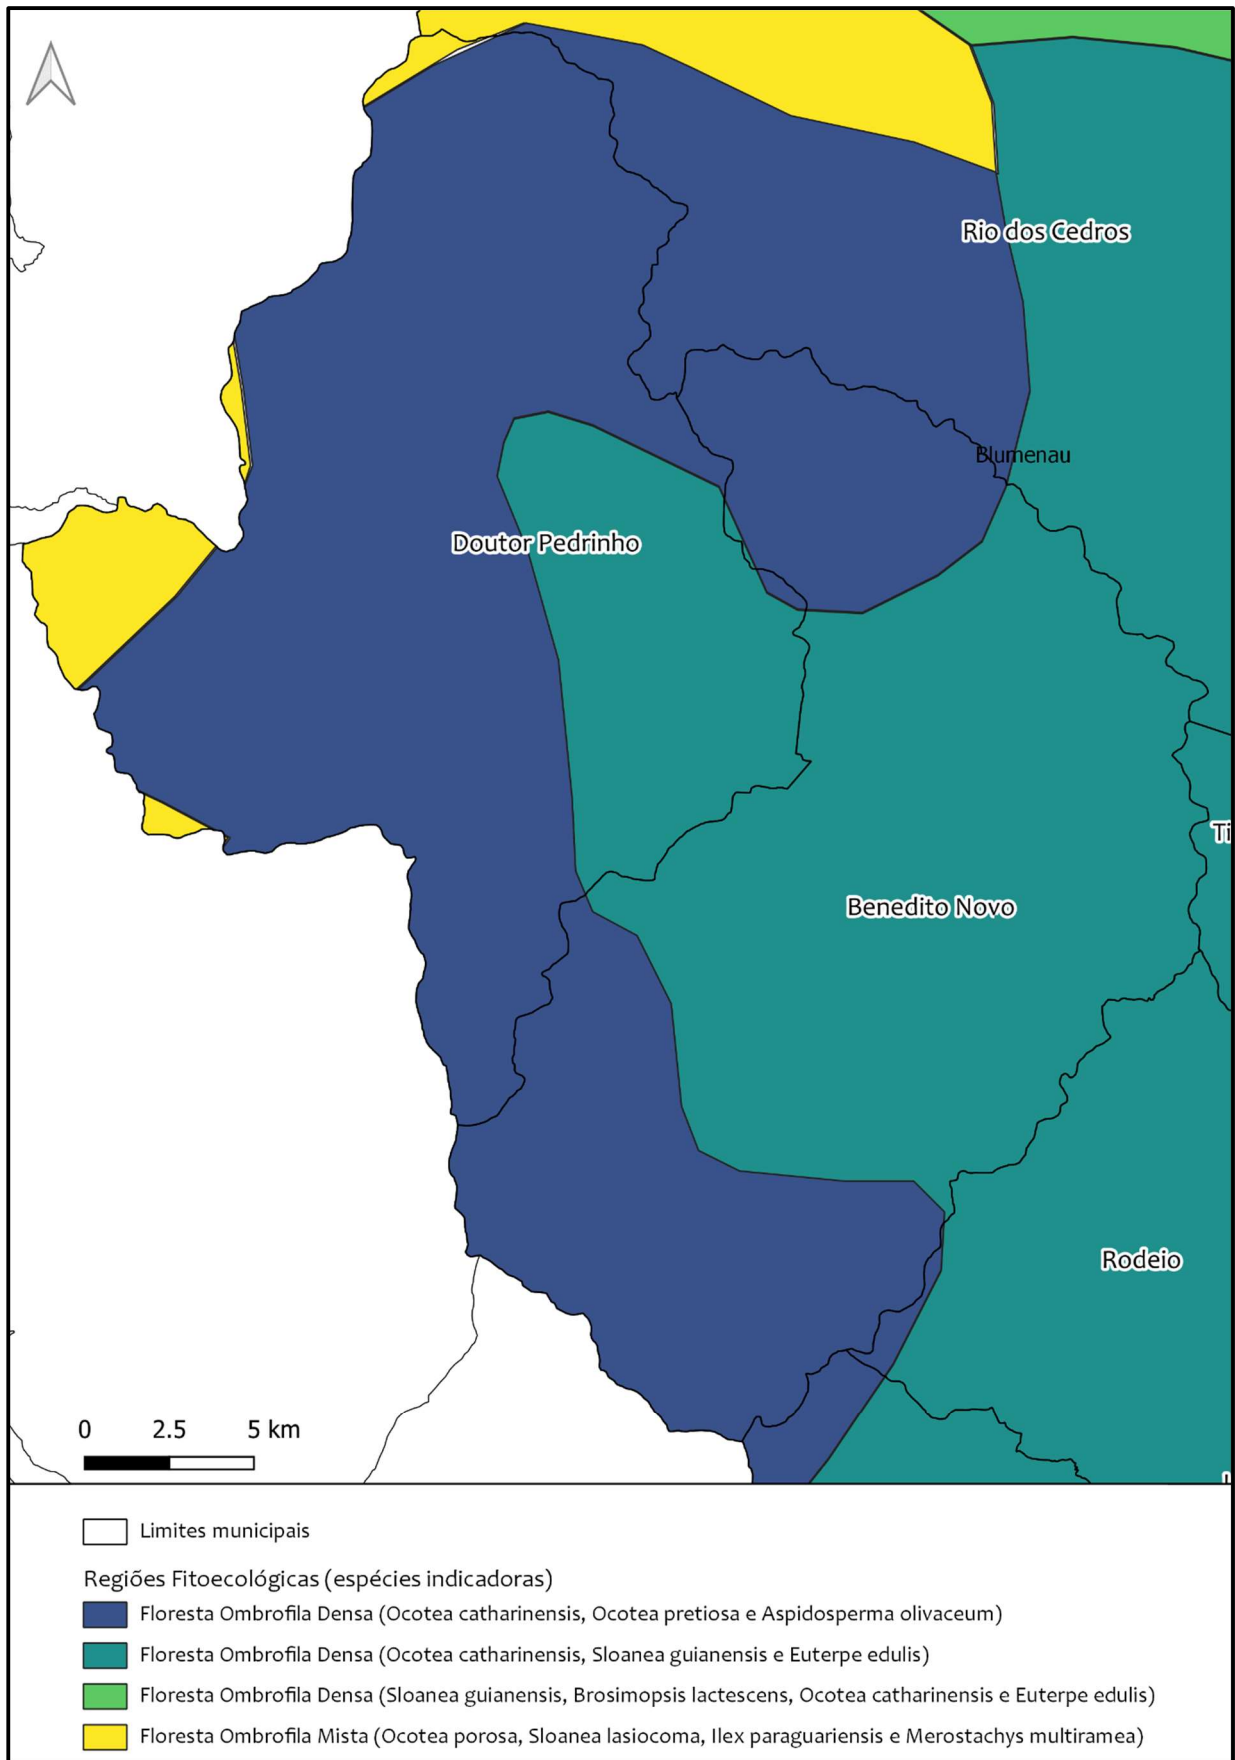 Rio dos Cedros
Blumenau
Doutor Pedrinho
Ti
Benedito Novo
Rodeio
0 2.5 5 km
Limites municipais
Regiões Fitoecológicas (espécies indicadoras)
Floresta Ombrofila Densa (Ocotea catharinensis, Ocotea pretiosa e Aspidosperma olivaceum)
Floresta Ombrofila Densa (Ocotea catharinensis, Sloanea guianensis e Euterpe edulis)
Floresta Ombrofila Densa (Sloanea guianensis, Brosimopsis lactescens, Ocotea catharinensis e Euterpe edulis)
Floresta Ombrofila Mista (Ocotea porosa, Sloanea lasiocoma, Ilex paraguariensis e Merostachys multiramea)